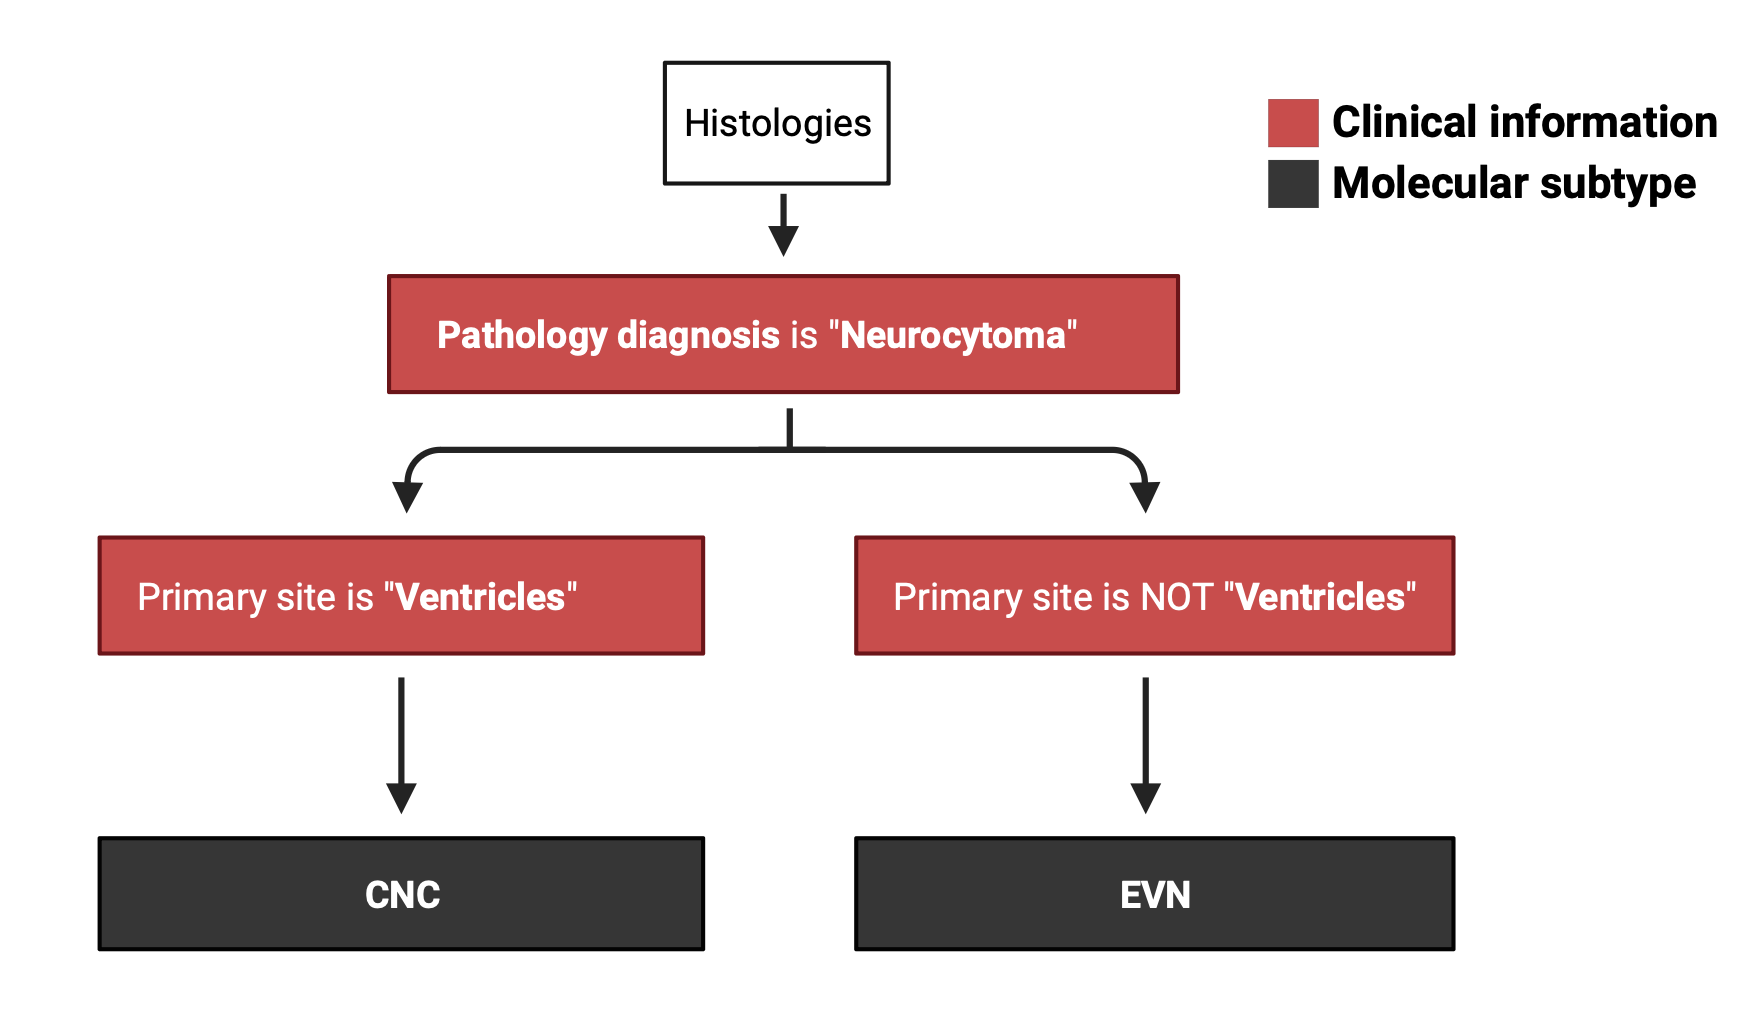 Histologies
Clinical information
Molecular subtype
Pathology diagnosis is "Neurocytoma"
Primary site is "Ventricles"
Primary site is NOT "Ventricles"
CNC
EVN